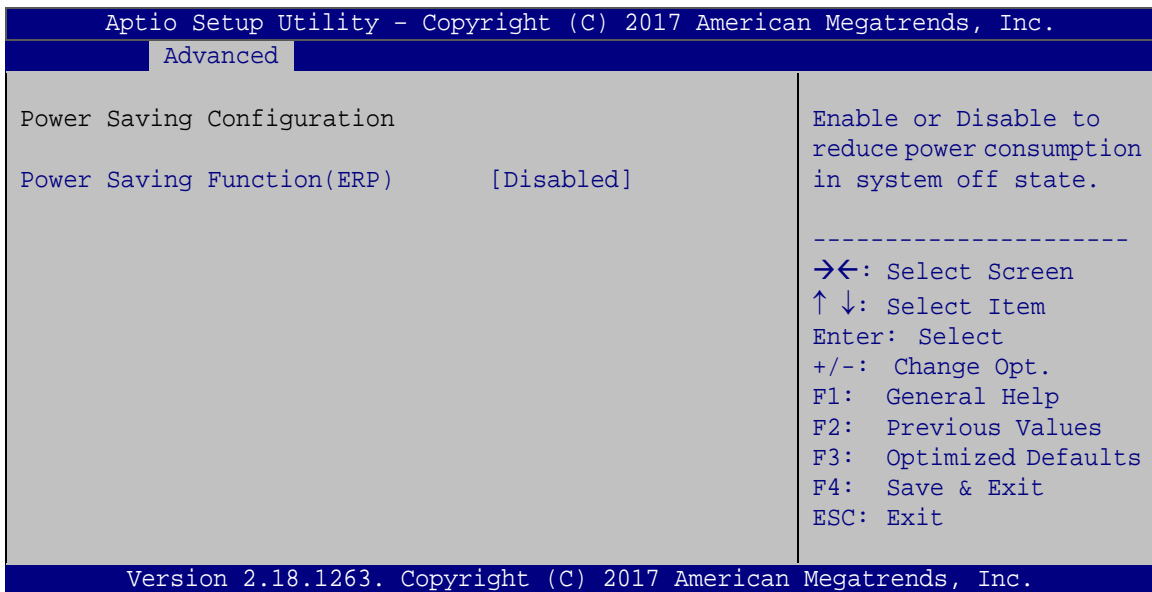 Aptio Setup Utility – Copyright (C) 2017 American Megatrends, Inc.
Advanced
Power Saving Configuration
Power Saving Function(ERP) [Disabled]
Enable or Disable to
reduce power consumption
in system off state.
----------------------
→←: Select Screen
↑ ↓: Select Item
Enter: Select
+/-: Change Opt.
F1: General Help
F2: Previous Values
F3: Optimized Defaults
F4: Save & Exit
ESC: Exit
Version 2.18.1263. Copyright (C) 2017 American Megatrends, Inc.